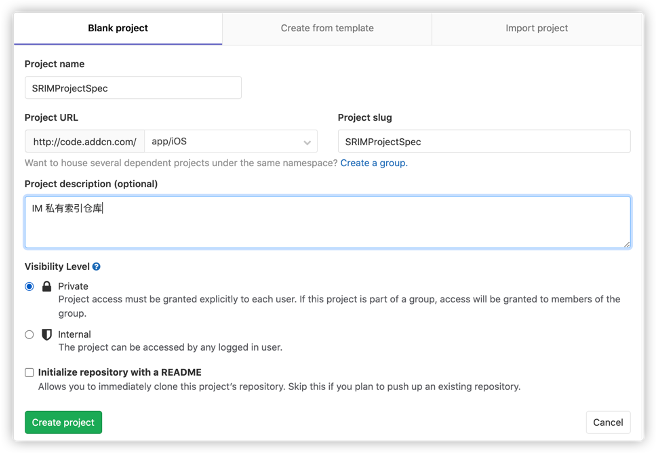 Blank project
Create from template
Import project
Project name
SRIMProjectSpec
Project URL
Project slug
http://code.addcn.com/
app/iOS
SRIMProjectSpec
Want to house several dependent projects under the same namespace? Create a group.
Project description (optional)
IM 私有索引仓库
Visibility Level
Private
Project access must be granted explicitly to each user. If this project is part of a group, access will be granted to members of the
group.
Internal
The project can be accessed by any logged in user.
Initialize repository with a README
Allows you to immediately clone this project's repository. Skip this if you plan to push up an existing repository.
Create project
Cancel